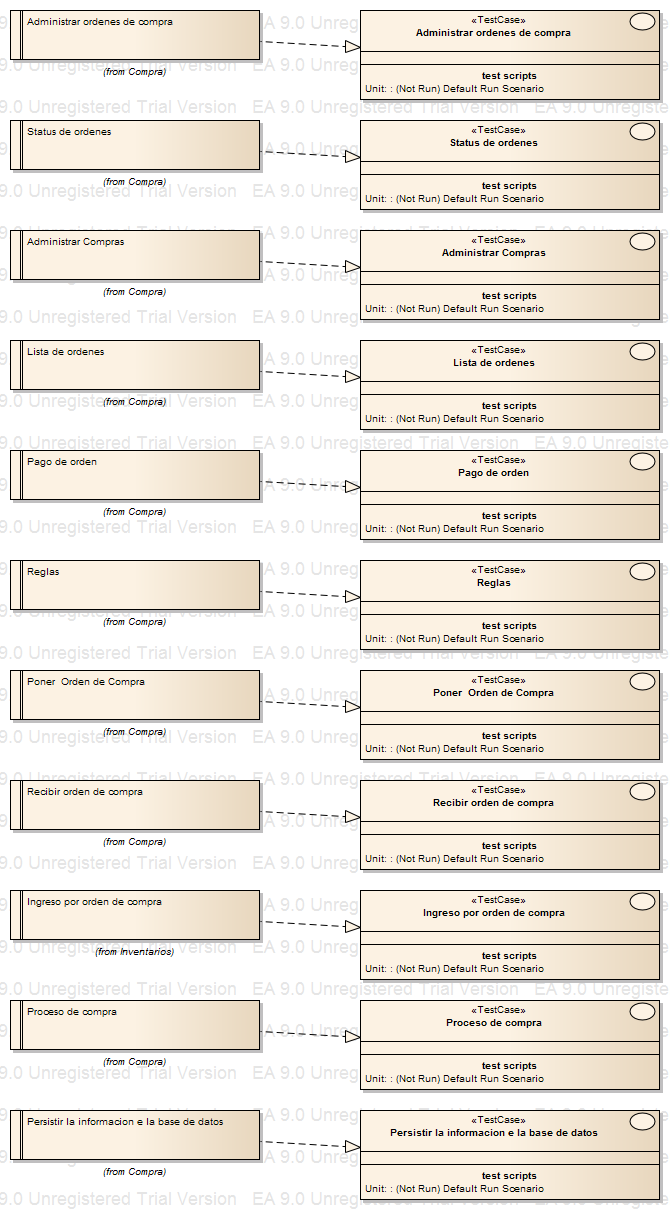 Administrar ordenes de compra
(from Compra)
«TestCase»
Administrar ordenes de compra
test scripts
Unit: : (Not Run) Default Run Scenario
Status de ordenes
(from Compra)
«TestCase»
Status de ordenes
test scripts
Unit: : (Not Run) Default Run Scenario
Administrar Compras
(from Compra)
«TestCase»
Administrar Compras
test scripts
Unit: : (Not Run) Default Run Scenario
Lista de ordenes
(from Compra)
«TestCase»
Lista de ordenes
test scripts
Unit: : (Not Run) Default Run Scenario
Pago de orden
(from Compra)
«TestCase»
Pago de orden
test scripts
Unit: : (Not Run) Default Run Scenario
Reglas
(from Compra)
«TestCase»
Reglas
test scripts
Unit: : (Not Run) Default Run Scenario
Poner  Orden de Compra
(from Compra)
«TestCase»
Poner  Orden de Compra
test scripts
Unit: : (Not Run) Default Run Scenario
Recibir orden de compra
(from Compra)
«TestCase»
Recibir orden de compra
test scripts
Unit: : (Not Run) Default Run Scenario
Ingreso por orden de compra
(from Inventarios)
«TestCase»
Ingreso por orden de compra
test scripts
Unit: : (Not Run) Default Run Scenario
Proceso de compra
(from Compra)
«TestCase»
Proceso de compra
test scripts
Unit: : (Not Run) Default Run Scenario
Persistir la informacion e la base de datos
(from Compra)
«TestCase»
Persistir la informacion e la base de datos
test scripts
Unit: : (Not Run) Default Run Scenario
EA 9.0 Unregistered Trial Version